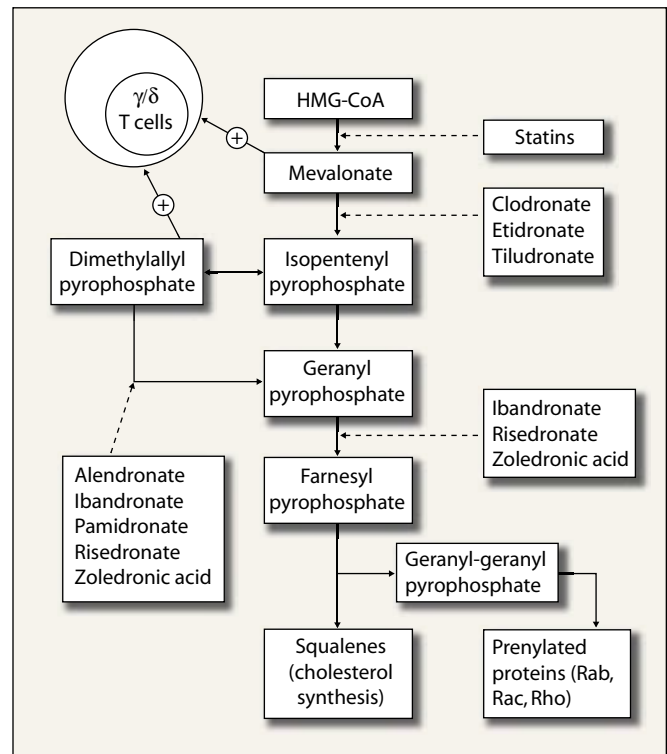 γ/δ
T cells
HMG-CoA
+
Statins
Mevalonate
+
Clodronate
Etidronate
Tiludronate
Dimethylallyl
pyrophosphate
Isopentenyl
pyrophosphate
Geranyl
pyrophosphate
Ibandronate
Risedronate
Zoledronic acid
Alendronate
Ibandronate
Pamidronate
Risedronate
Zoledronic acid
Farnesyl
pyrophosphate
Geranyl-geranyl
pyrophosphate
Squalenes
(cholesterol
synthesis)
Prenylated
proteins (Rab,
Rac, Rho)